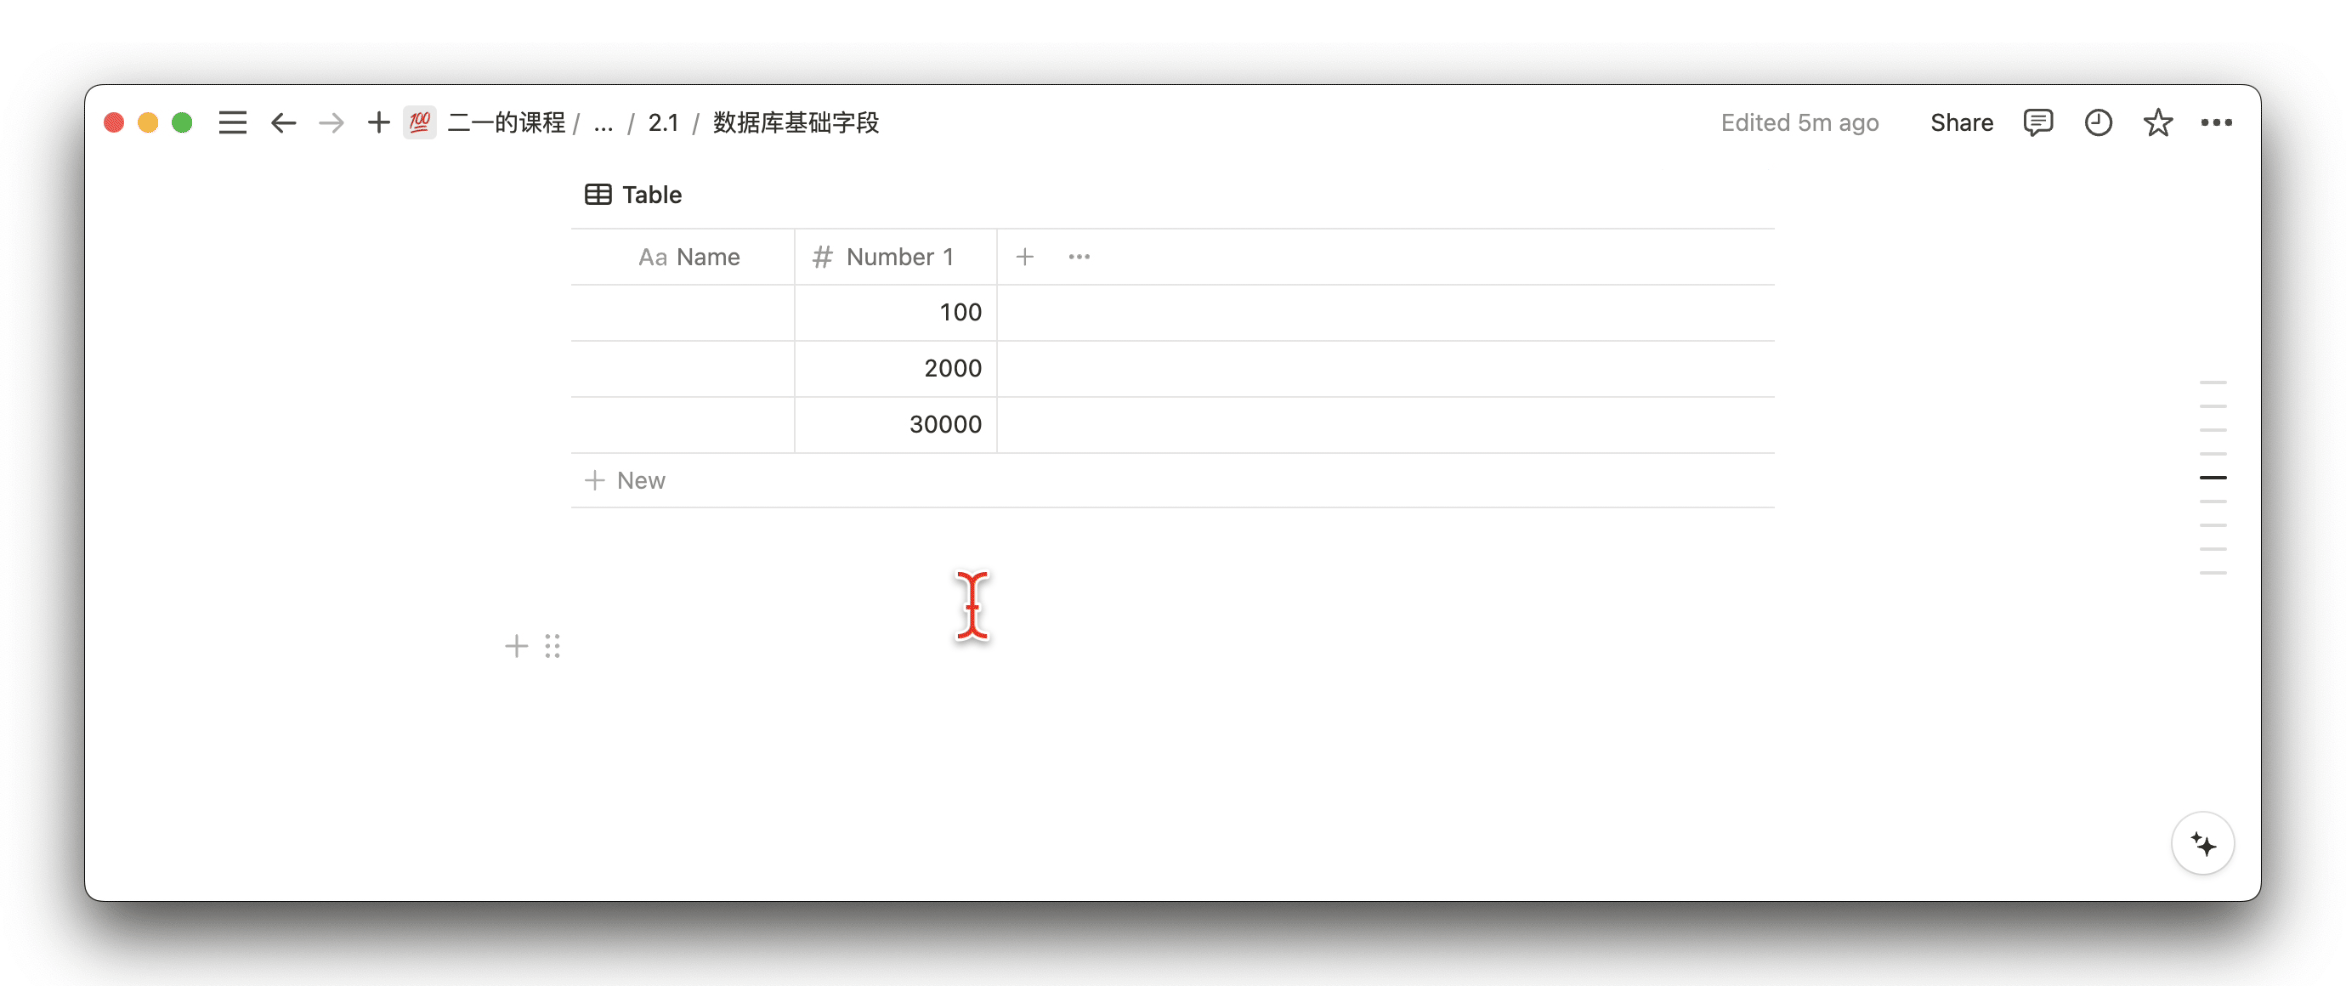 💯 二一的课程 / ... / 2.1 / 数据库基础字段
Edited 5m ago Share
Table
Aa Name # Number 1
100
2000
30000
+ New